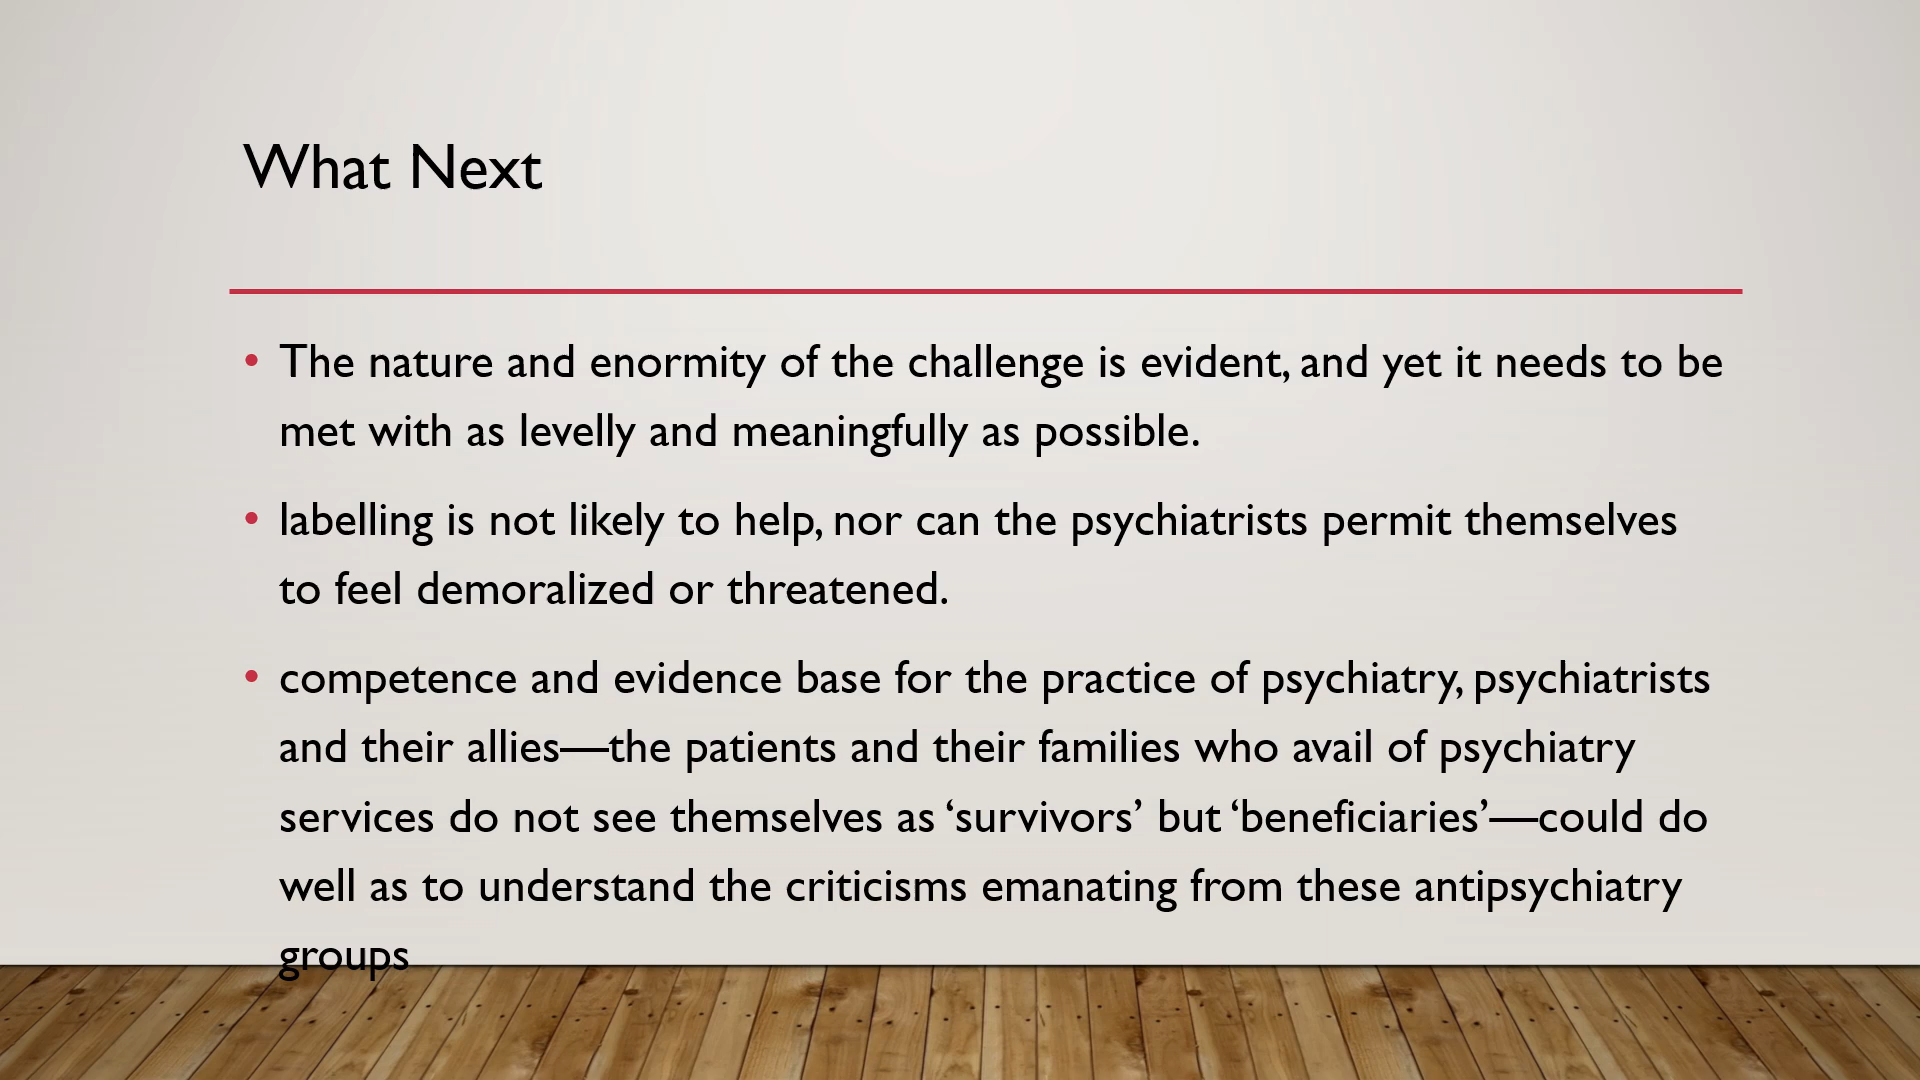 What Next
• The nature and enormity of the challenge is evident, and yet it needs to be
met with as levelly and meaningfully as possible.
• labelling is not likely to help, nor can the psychiatrists permit themselves
to feel demoralized or threatened.
• competence and evidence base for the practice of psychiatry, psychiatrists
and their allies—the patients and their families who avail of psychiatry
services do not see themselves as ‘survivors’ but ‘beneficiaries’—could do
well as to understand the criticisms emanating from these antipsychiatry
groups